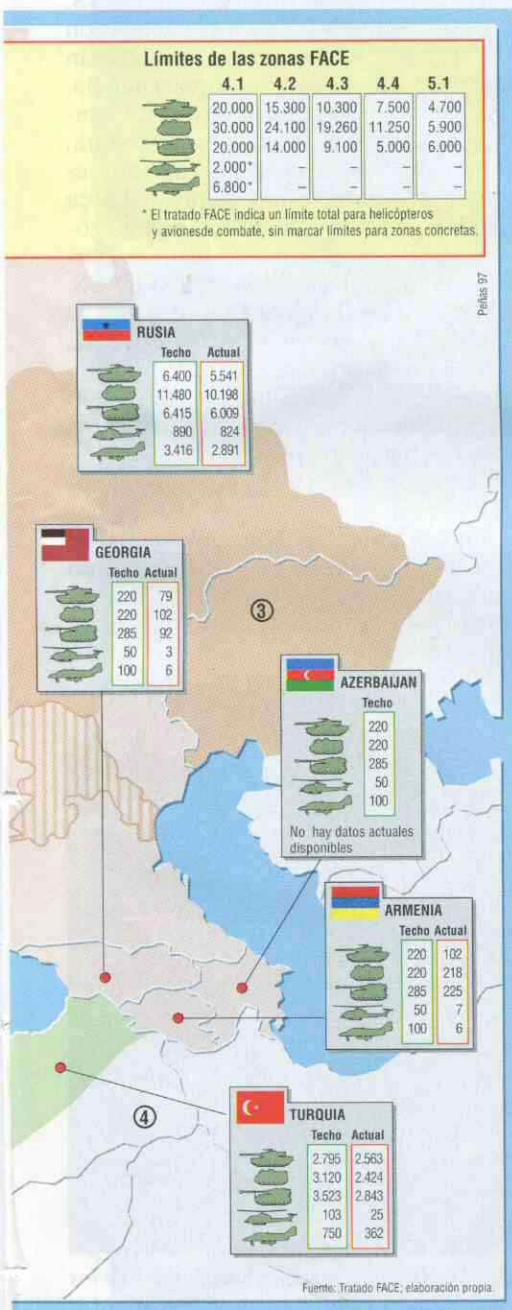 Límites de las zonas FACE
4.1 4.2 4.3 4.4 5.1
20.000 15.300 10.300 7.500 4.700
30.000 24.100 19.260 11.250 5.900
20.000 14.000 9.100 5.000 6.000
2.000* – – – –
6.800* – – – –
* El tratado FACE indica un límite total para helicópteros
y avionesde combate, sin marcar límites para zonas concretas.
Peñas 97
RUSIA
Techo Actual
6.400 5.541
11.480 10.198
6.415 6.009
890 824
3.416 2.891
GEORGIA
Techo Actual
220 79
220 102
285 92
50 3
100 6
③
AZERBAIJAN
Techo
220
220
285
50
100
No hay datos actuales
disponibles
ARMENIA
Techo Actual
220 102
220 218
285 225
50 7
100 6
④
TURQUIA
Techo Actual
2.795 2.563
3.120 2.424
3.523 2.843
103 25
750 362
Fuente: Tratado FACE; elaboración propia.